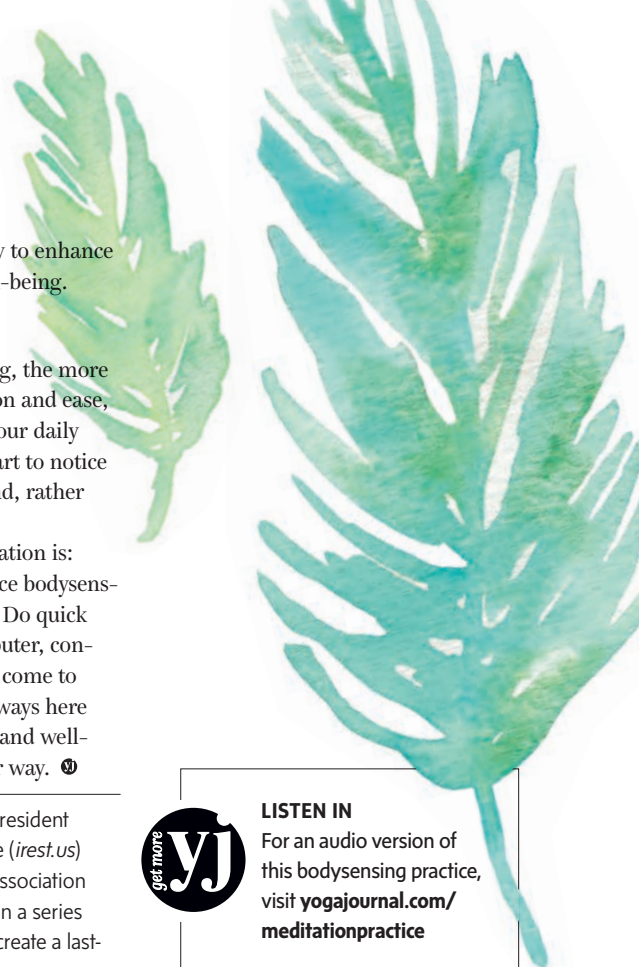 y to enhance
-being.
g, the more
on and ease,
our daily
art to notice
d, rather
ation is:
ce bodysens-
Do quick
puter, con-
come to
ways here
and well-
r way. yj
resident
e (irest.us)
ssociation
n a series
create a last-
get more
yj
LISTEN IN
For an audio version of
this bodysensing practice,
visit yogajournal.com/
meditationpractice